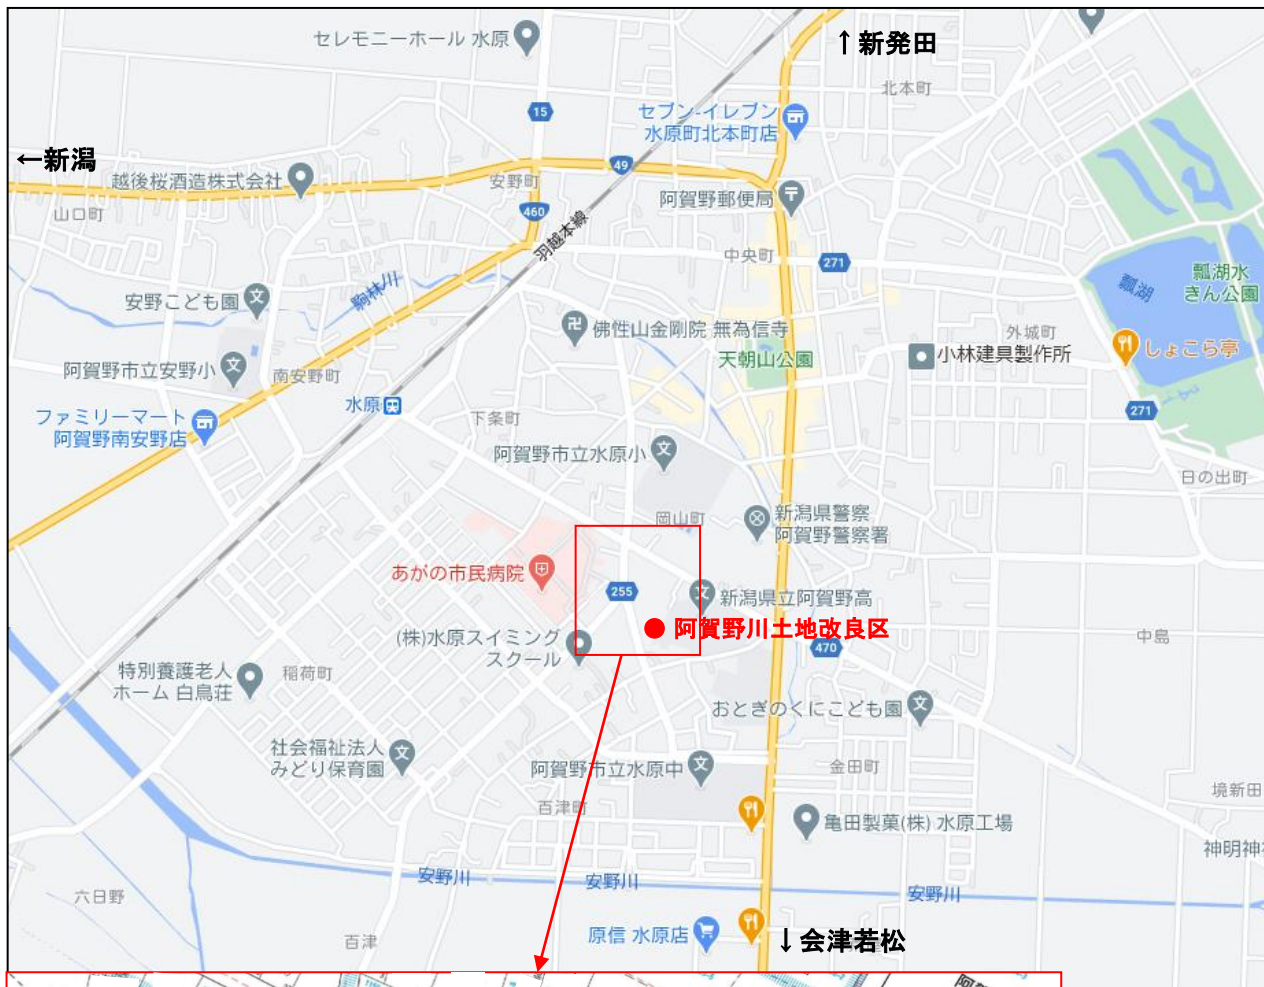 セレモニーホール 水原
↑新発田
北本町
15
セブン-イレブン
水原町北本町店
←新潟
49
越後桜酒造株式会社
安野町
阿賀野郵便局
山口町
460
羽越本線
中央町
271
瓢湖水
きん公園
瓢湖
駒林川
安野こども園
佛性山金剛院 無為信寺
外城町
天朝山公園
小林建具製作所
しょこら亭
阿賀野市立安野小
南安野町
水原
下条町
271
ファミリーマート
阿賀野南安野店
阿賀野市立水原小
日の出町
岡山町
新潟県警察
阿賀野警察署
あがの市民病院
255
新潟県立阿賀野高
阿賀野川土地改良区
(株)水原スイミング
スクール
470
中島
特別養護老人
ホーム 白鳥荘
稲荷町
おとぎのくにこども園
社会福祉法人
みどり保育園
阿賀野市立水原中
金田町
境新田
百津町
亀田製菓(株) 水原工場
神明神
安野川
安野川
安野川
六日野
百津
原信 水原店
↓会津若松